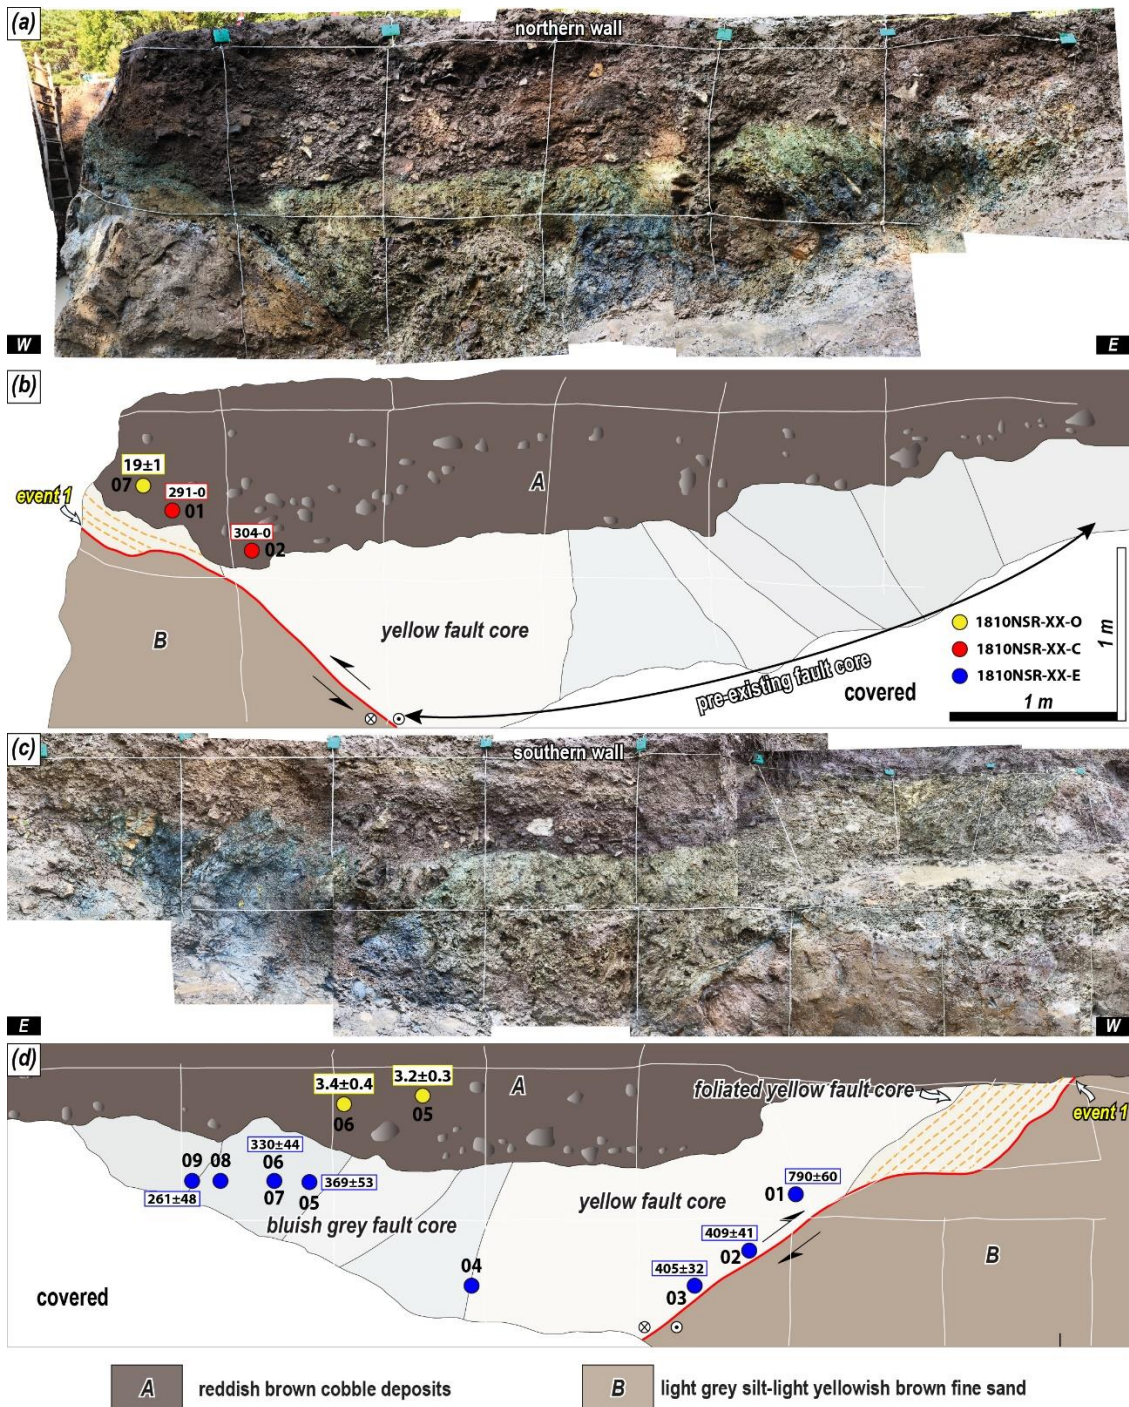 (a)
northern wall
W
E
(b)
19±1
07
event 1
291-0
01
A
304-0
02
B
yellow fault core
1810NSR-XX-O
1810NSR-XX-C
1810NSR-XX-E
1 m
pre-existing fault core
covered
1 m
(c)
southern wall
E
W
(d)
3.4±0.4
3.2±0.3
A
06
05
foliated yellow fault core
event 1
330±44
09
08
06
790±60
261±48
07
05
369±53
01
bluish grey fault core
yellow fault core
409±41
02
04
405±32
B
covered
03
A
reddish brown cobble deposits
B
light grey silt-light yellowish brown fine sand